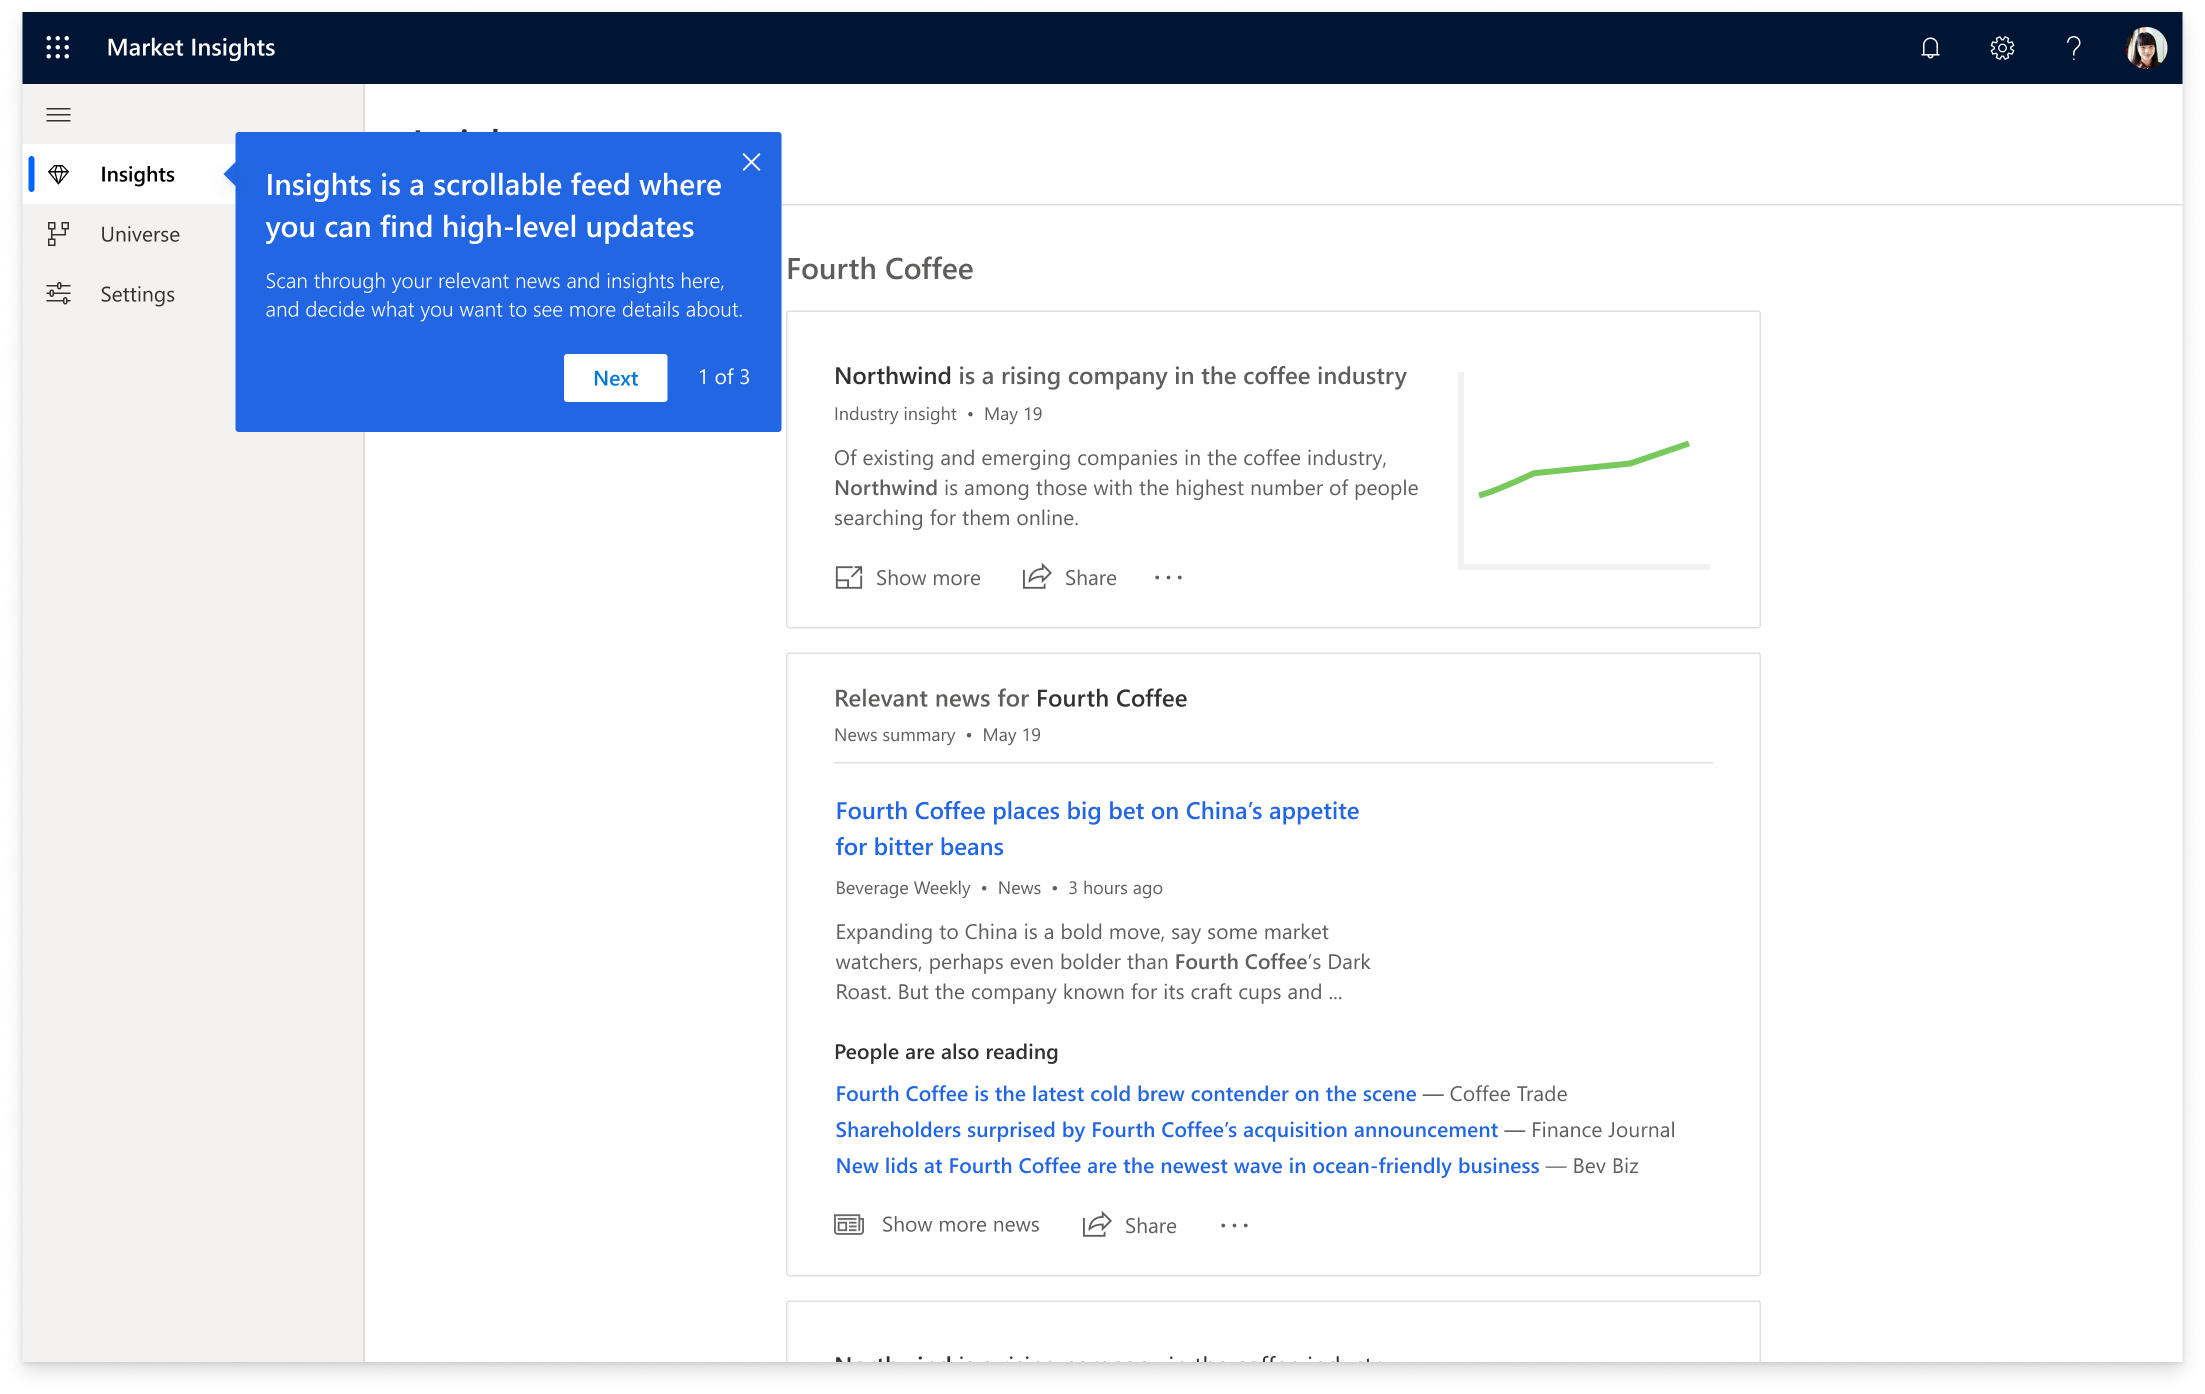 Market Insights
Insights
Universe
Settings
Insights is a scrollable feed where
you can find high-level updates
Scan through your relevant news and insights here,
and decide what you want to see more details about.
Next
1 of 3
Fourth Coffee
Northwind is a rising company in the coffee industry
Industry insight • May 19
Of existing and emerging companies in the coffee industry,
Northwind is among those with the highest number of people
searching for them online.
Show more
Share
Relevant news for Fourth Coffee
News summary • May 19
Fourth Coffee places big bet on China’s appetite
for bitter beans
Beverage Weekly • News • 3 hours ago
Expanding to China is a bold move, say some market
watchers, perhaps even bolder than Fourth Coffee’s Dark
Roast. But the company known for its craft cups and ...
People are also reading
Fourth Coffee is the latest cold brew contender on the scene — Coffee Trade
Shareholders surprised by Fourth Coffee’s acquisition announcement — Finance Journal
New lids at Fourth Coffee are the newest wave in ocean-friendly business — Bev Biz
Show more news
Share